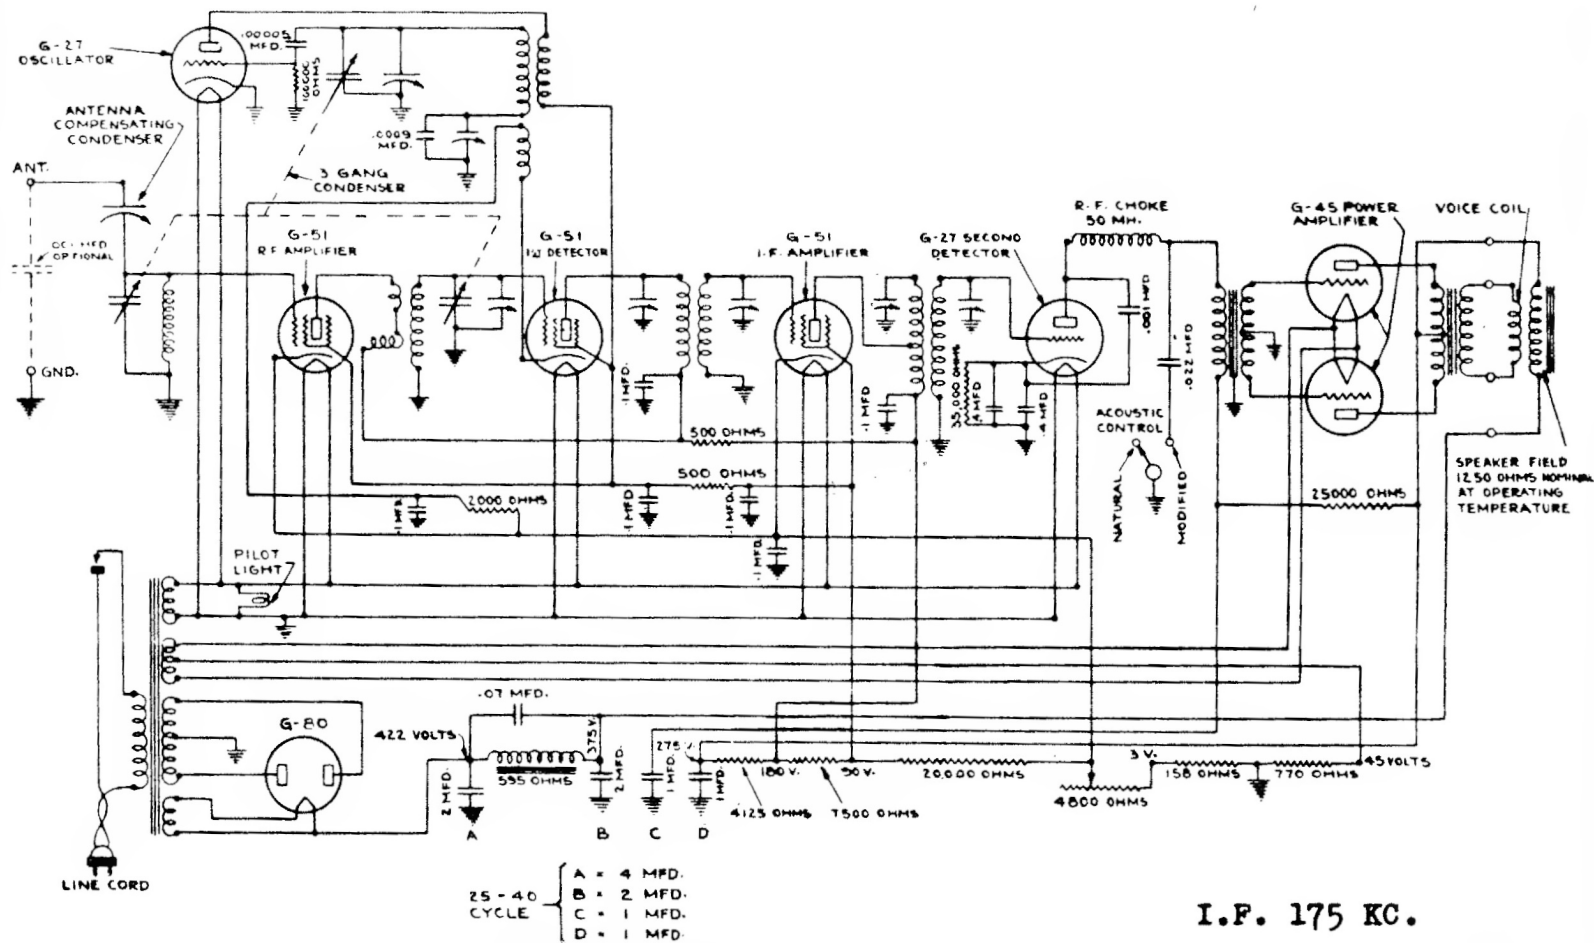 G-27
OSCILLATOR
.00005
MFD.
100000
OHMS
ANTENNA
COMPENSATING
CONDENSER
.0009
MFD.
ANT.
3 GANG
CONDENSER
OPTIONAL
GND.
G-51
R.F. AMPLIFIER
G-51
1ST DETECTOR
G-51
I.F. AMPLIFIER
G-27 SECOND
DETECTOR
R.F. CHOKE
50 MH.
G-45 POWER
AMPLIFIER
VOICE COIL
.001 MFD
.022 MFD
.1 MFD.
.1 MFD
35,000 OHMS
.4 MFD
.4 MFD
ACOUSTIC
CONTROL
NATURAL
MODIFIED
SPEAKER FIELD
1250 OHMS NOMINAL
AT OPERATING
TEMPERATURE
500 OHMS
500 OHMS
25000 OHMS
.1 MFD.
2000 OHMS
.1 MFD
.1 MFD.
.1 MFD.
PILOT
LIGHT
G-80
.07 MFD.
422 VOLTS
375 V.
275 V.
595 OHMS
2 MFD.
2 MFD.
1 MFD.
1 MFD.
180 V.
90 V.
20,000 OHMS
3 V.
158 OHMS
770 OHMS
45 VOLTS
4125 OHMS
7500 OHMS
4800 OHMS
A
B
C
D
LINE CORD
25-40
CYCLE
A = 4 MFD.
B = 2 MFD.
C = 1 MFD.
D = 1 MFD.
I.F. 175 KC.